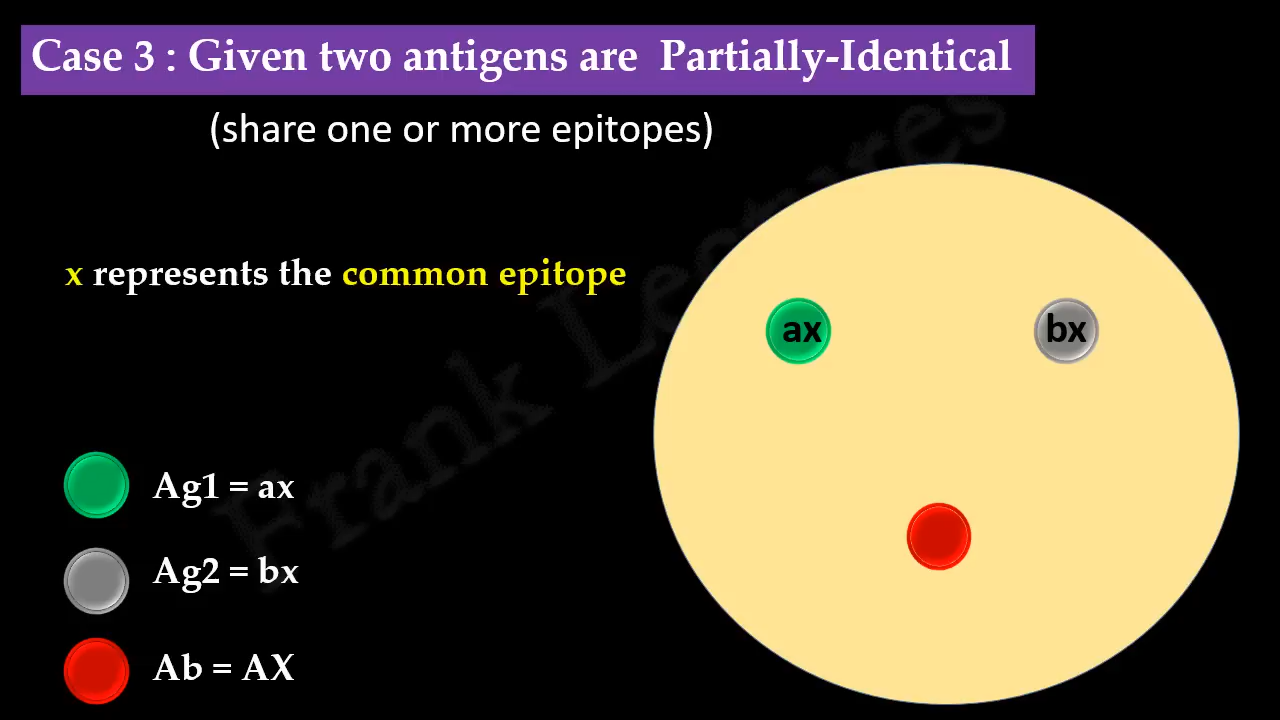 Case 3 : Given two antigens are Partially-Identical
(share one or more epitopes)
x represents the common epitope
ax
bx
Ag1 = ax
Ag2 = bx
Ab = AX
Frank Lectures